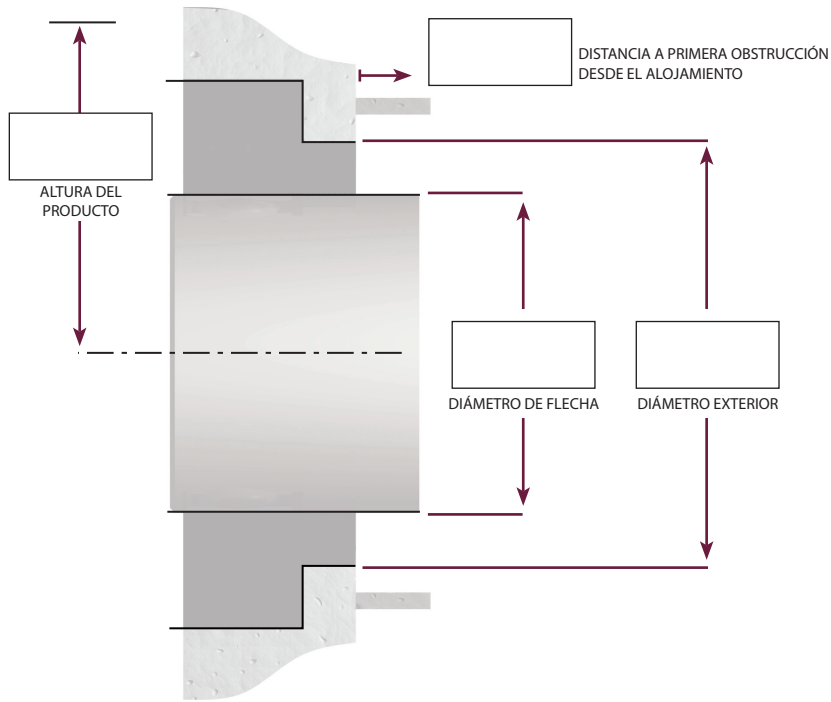 DISTANCIA A PRIMERA OBSTRUCCIÓN
DESDE EL ALOJAMIENTO
ALTURA DEL
PRODUCTO
DIÁMETRO DE FLECHA
DIÁMETRO EXTERIOR